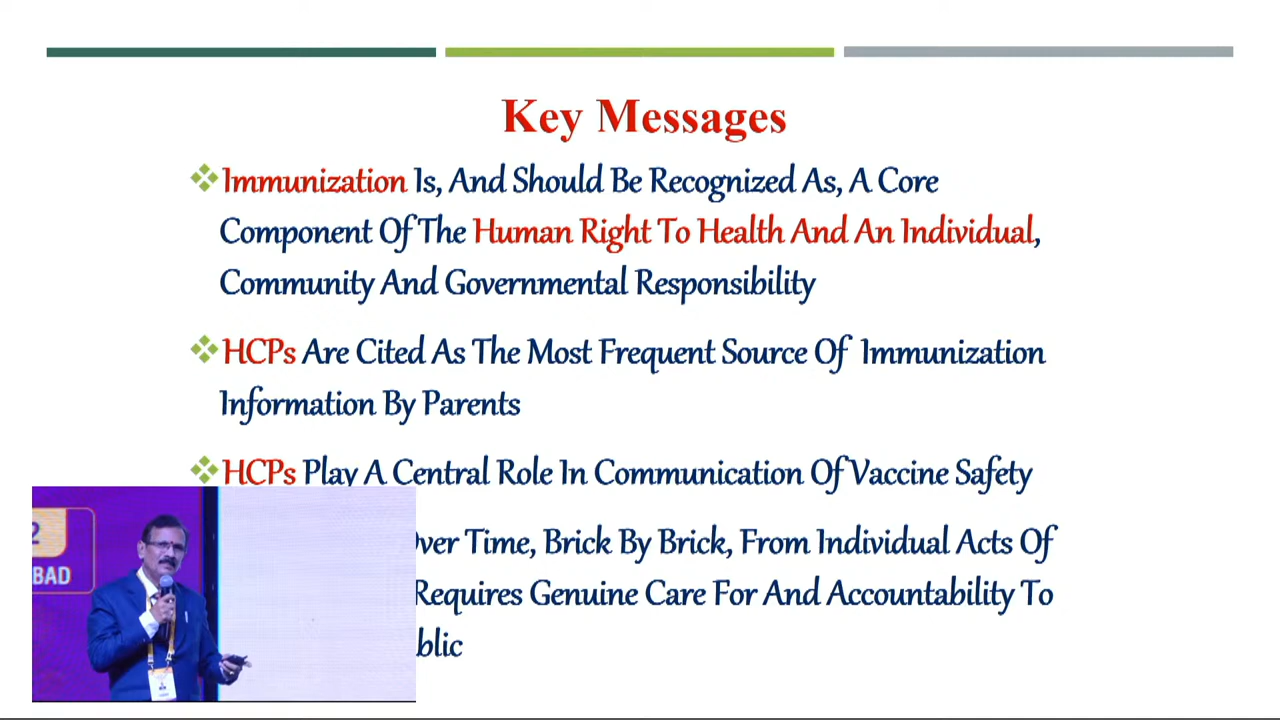 Key Messages
Immunization Is, And Should Be Recognized As, A Core
Component Of The Human Right To Health And An Individual,
Community And Governmental Responsibility
HCPs Are Cited As The Most Frequent Source Of Immunization
Information By Parents
HCPs Play A Central Role In Communication Of Vaccine Safety
Over Time, Brick By Brick, From Individual Acts Of
Requires Genuine Care For And Accountability To
blic
2
BAD